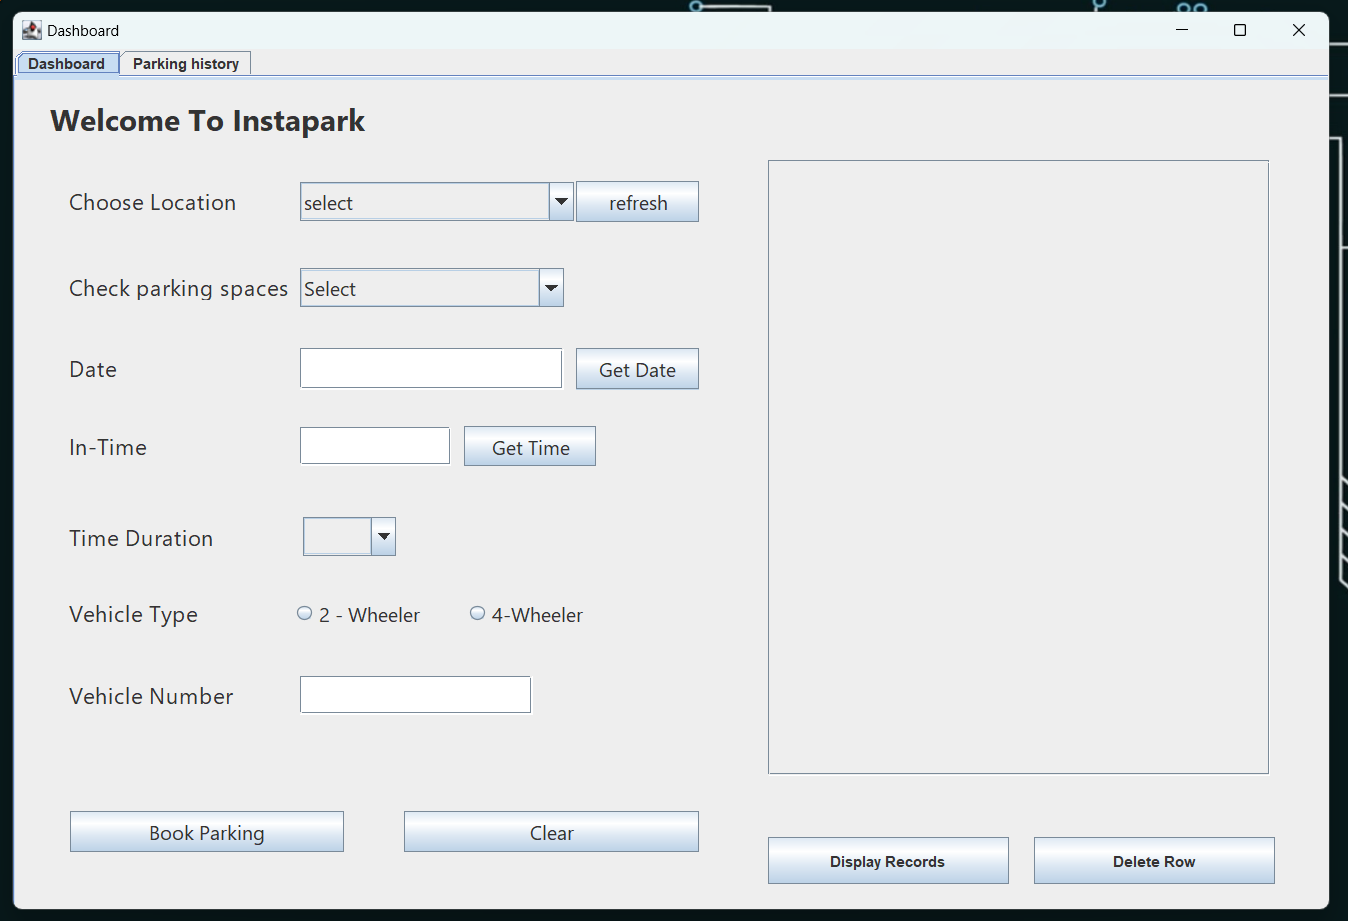 Dashboard
Dashboard
Parking history
Welcome To Instapark
Choose Location
select
refresh
Check parking spaces
Select
Date
Get Date
In-Time
Get Time
Time Duration
Vehicle Type
2 - Wheeler
4-Wheeler
Vehicle Number
Book Parking
Clear
Display Records
Delete Row